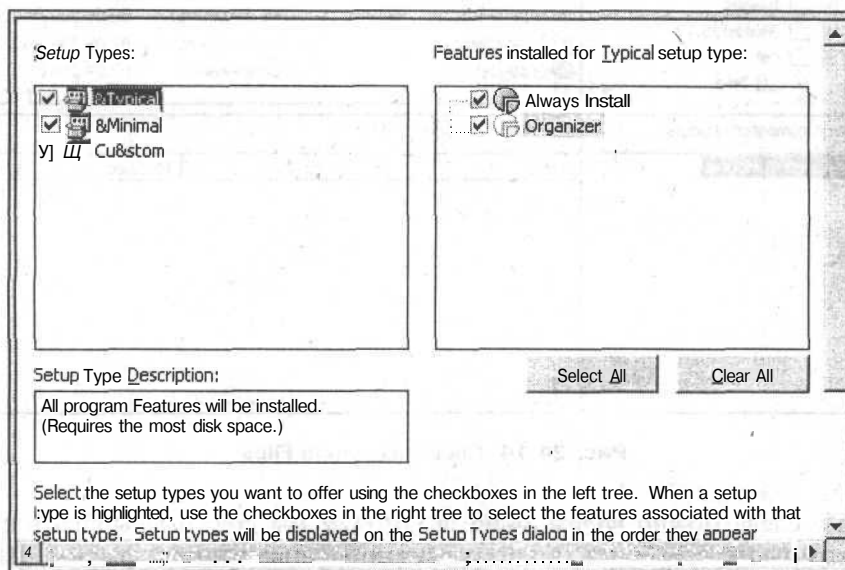 Setup Types:
Features installed for Typical setup type:
&Typical
&Minimal
У] Щ Cu&stom
Always Install
Organizer
Setup Type Description:
Select All
Clear All
All program Features will be installed.
(Requires the most disk space.)
Select the setup types you want to offer using the checkboxes in the left tree. When a setup
type is highlighted, use the checkboxes in the right tree to select the features associated with that
setup type. Setup types will be displayed on the Setup Types dialog in the order they appear